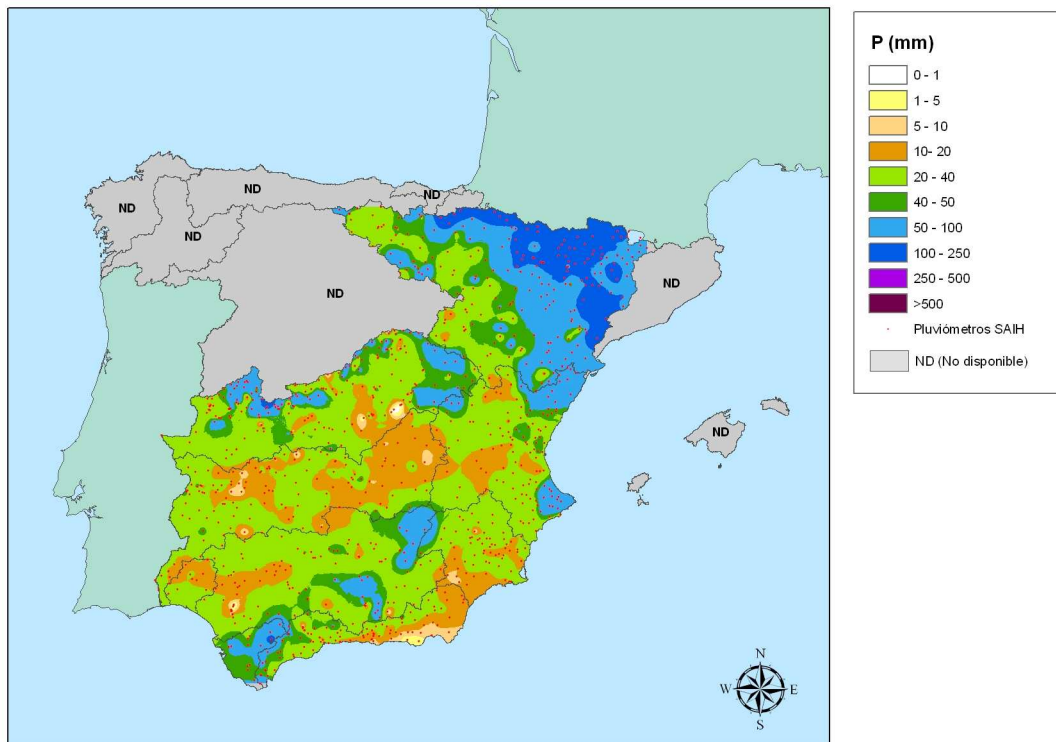 P (mm)
0 - 1
1 - 5
5 - 10
10- 20
20 - 40
40 - 50
50 - 100
100 - 250
250 - 500
>500
Pluviómetros SAIH
ND (No disponible)
ND
ND
ND
ND
ND
ND
ND
N
W
E
S